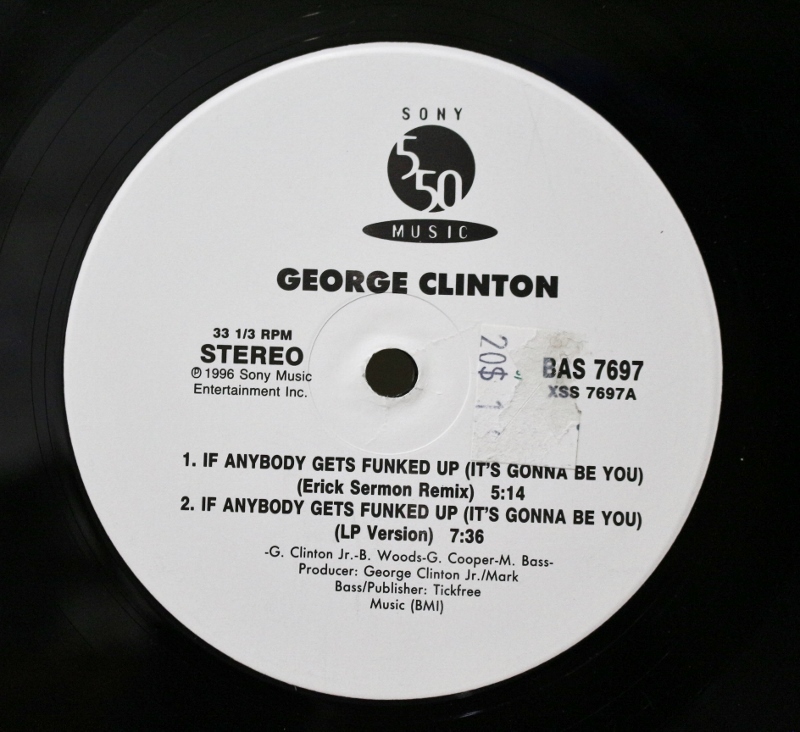 SONY
550
MUSIC
GEORGE CLINTON
33 1/3 RPM
STEREO
℗1996 Sony Music
Entertainment Inc.
20$
BAS 7697
XSS 7697A
1. IF ANYBODY GETS FUNKED UP (IT'S GONNA BE YOU)
(Erick Sermon Remix) 5:14
2. IF ANYBODY GETS FUNKED UP (IT'S GONNA BE YOU)
(LP Version) 7:36
-G. Clinton Jr.-B. Woods-G. Cooper-M. Bass-
Producer: George Clinton Jr./Mark
Bass/Publisher: Tickfree
Music (BMI)